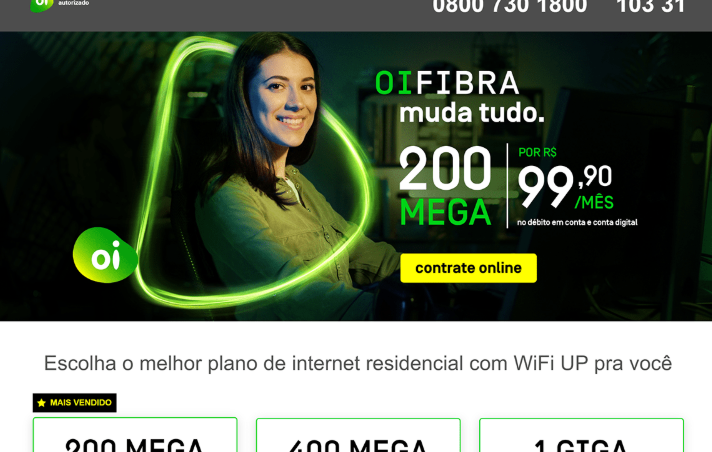 oi
autorizado
0800 730 1800 103 31
OIFIBRA
muda tudo.
200
MEGA
POR R$
99,90
/MÊS
no débito em conta e conta digital
oi
contrate online
Escolha o melhor plano de internet residencial com WiFi UP pra você
MAIS VENDIDO
200 MEGA
400 MEGA
1 GIGA